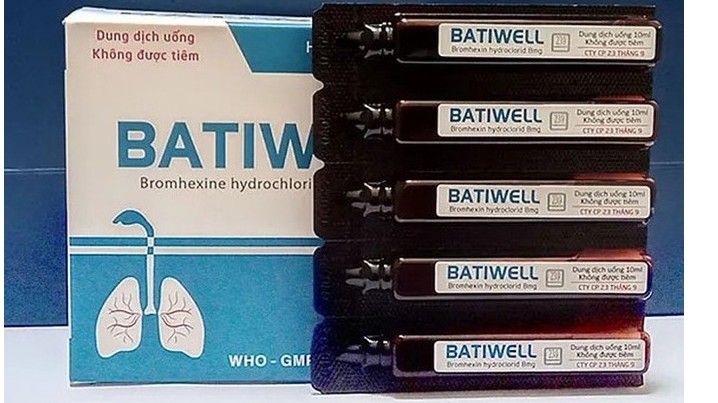 Dung dịch uống
Không được tiêm
H
BATIW
Bromhexine hydrochlori
WHO - GMP
BATIWELL
Bromhexin hydroclorid 8mg
Dung dịch uống 10ml
Không được tiêm
CTY CP 23 THÁNG 9
BATIWELL
Bromhexin hydroclorid 8mg
239
Dung dịch uống 10ml
Không được tiêm
CTY CP 23 THÁNG 9
BATIWELL
Bromhexin hydroclorid 8mg
239
Dung dịch uống 10ml
Không được tiêm
CTY CP 23 THÁNG 9
BATIWELL
Bromhexin hydroclorid 8mg
239
Dung dịch uống 10ml
Không được tiêm
CTY CP 23 THÁNG 9
BATIWELL
Bromhexin hydroclorid 8mg
239
Dung dịch uống 10ml
Không được tiêm
CTY CP 23 THÁNG 9